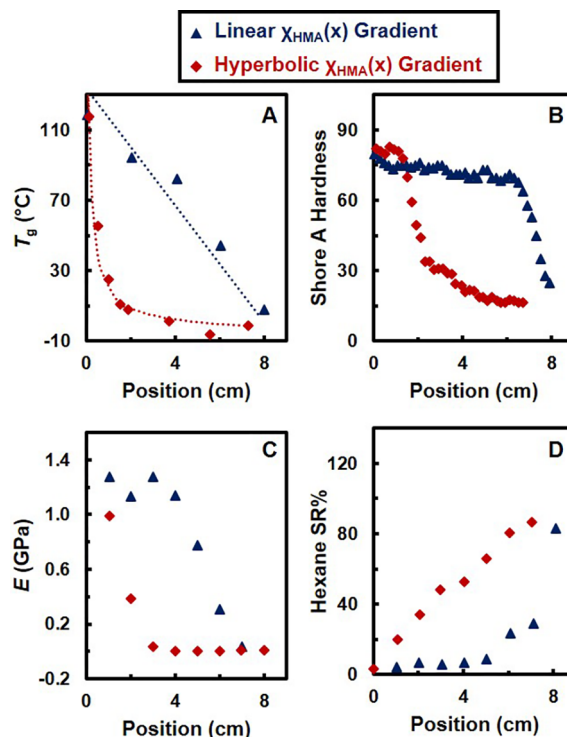 Linear χHMA(x) Gradient
Hyperbolic χHMA(x) Gradient
A
110
70
30
-10
Tg (°C)
0
4
8
Position (cm)
B
90
60
30
0
Shore A Hardness
0
4
8
Position (cm)
C
1.4
1.0
0.6
0.2
-0.2
E (GPa)
0
4
8
Position (cm)
D
120
80
40
0
Hexane SR%
0
4
8
Position (cm)